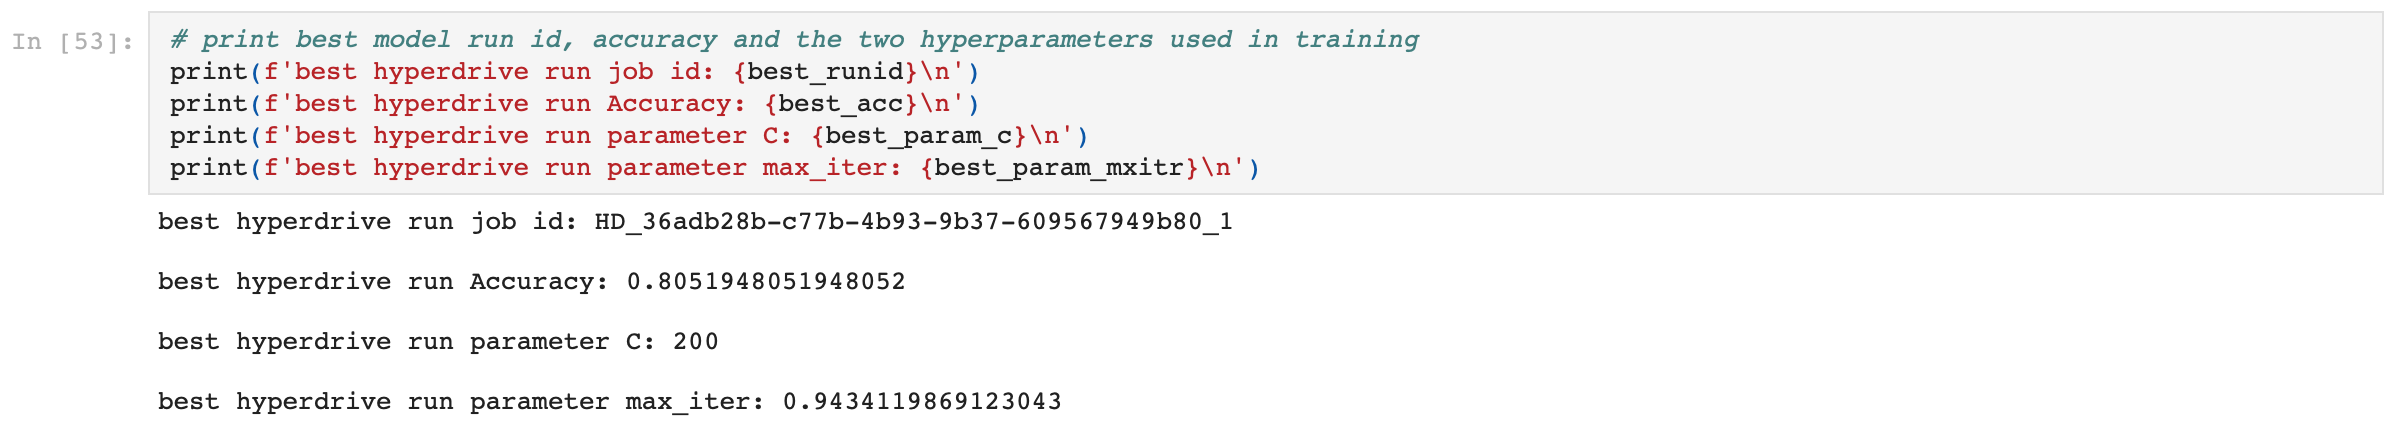 In [53]:
# print best model run id, accuracy and the two hyperparameters used in training
print(f'best hyperdrive run job id: {best_runid}\n')
print(f'best hyperdrive run Accuracy: {best_acc}\n')
print(f'best hyperdrive run parameter C: {best_param_c}\n')
print(f'best hyperdrive run parameter max_iter: {best_param_mxitr}\n')
best hyperdrive run job id: HD_36adb28b-c77b-4b93-9b37-609567949b80_1
best hyperdrive run Accuracy: 0.8051948051948052
best hyperdrive run parameter C: 200
best hyperdrive run parameter max_iter: 0.9434119869123043